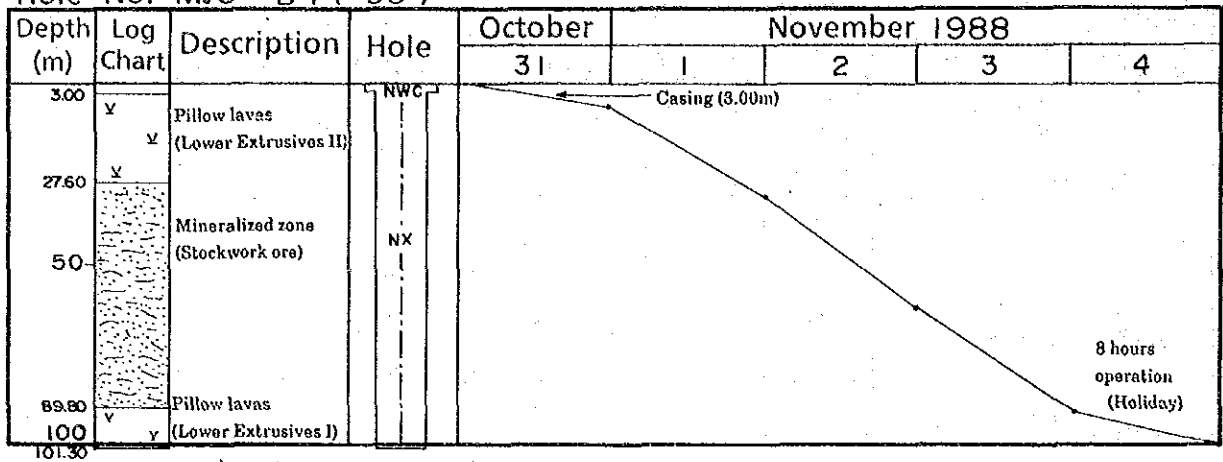 Depth (m)
Log Chart
Description
Hole
October
November 1988
31
1
2
3
4
3.00
NWC
Casing (3.00m)
Pillow lavas
(Lower Extrusives II)
27.60
Mineralized zone
(Stockwork ore)
NX
50
8 hours
operation
(Holiday)
89.80
Pillow lavas
(Lower Extrusives I)
100
101.30